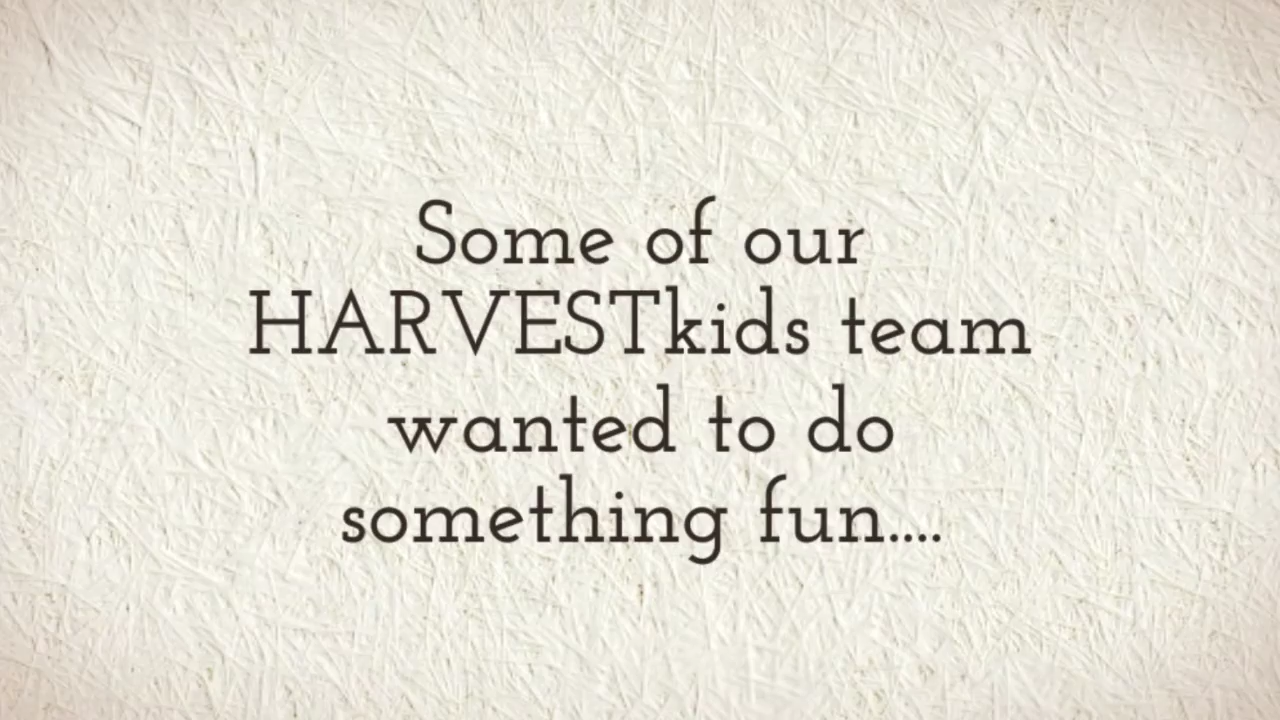 Some of our
HARVESTkids team
wanted to do
something fun....